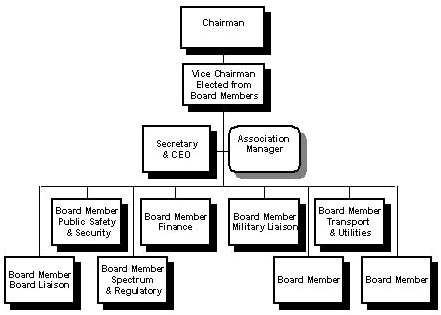 Chairman
Vice Chairman
Elected from
Board Members
Secretary
& CEO
Association
Manager
Board Member
Public Safety
& Security
Board Member
Finance
Board Member
Military Liaison
Board Member
Transport
& Utilities
Board Member
Board Liaison
Board Member
Spectrum
& Regulatory
Board Member
Board Member